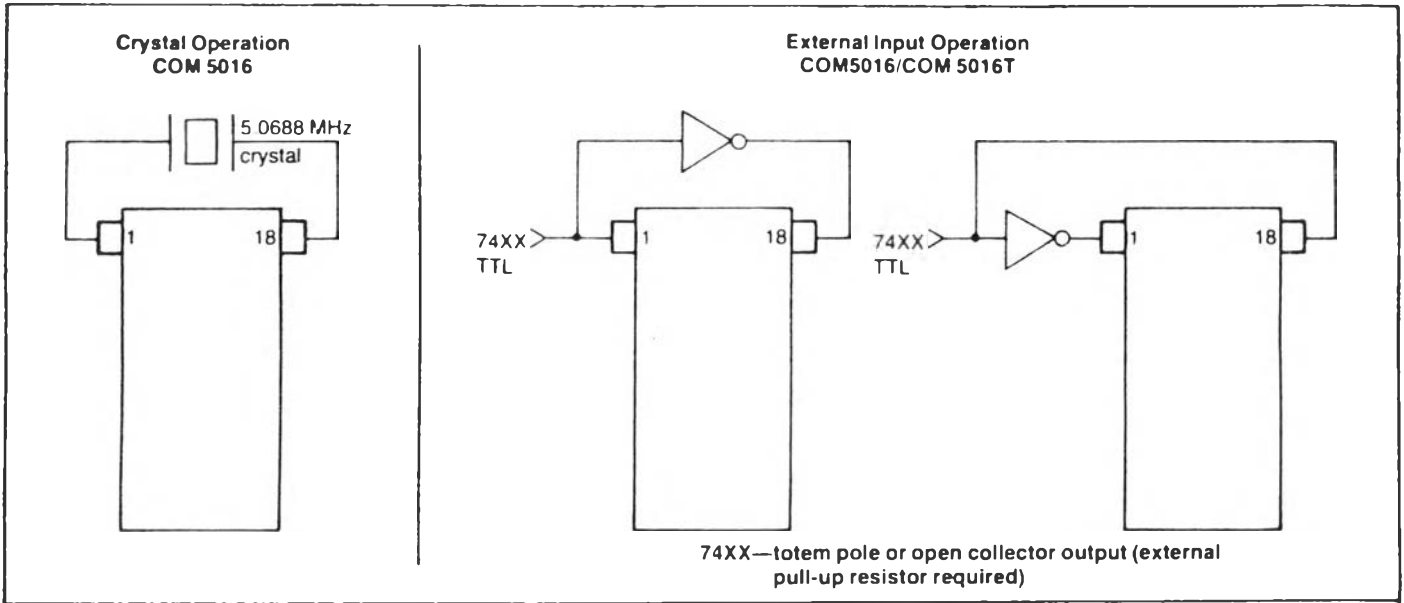 Crystal Operation
COM 5016
5.0688 MHz
crystal
1
18
External Input Operation
COM5016/COM 5016T
74XX
TTL
1
18
74XX
TTL
1
18
74XX—totem pole or open collector output (external
pull-up resistor required)